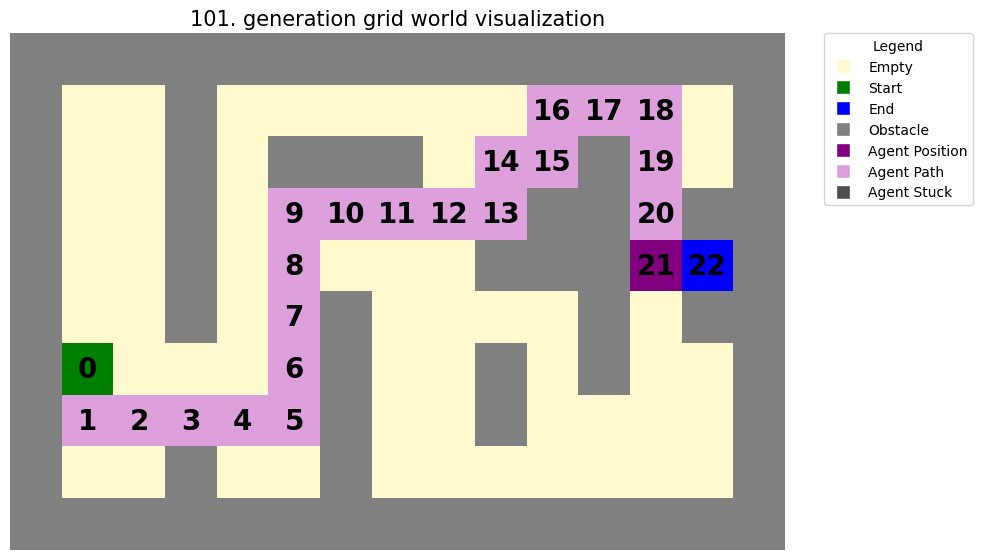 101. generation grid world visualization
Legend
Empty
Start
End
Obstacle
Agent Position
Agent Path
Agent Stuck
16 17 18
14 15 19
9 10 11 12 13 20
8 21 22
7
0 6
1 2 3 4 5